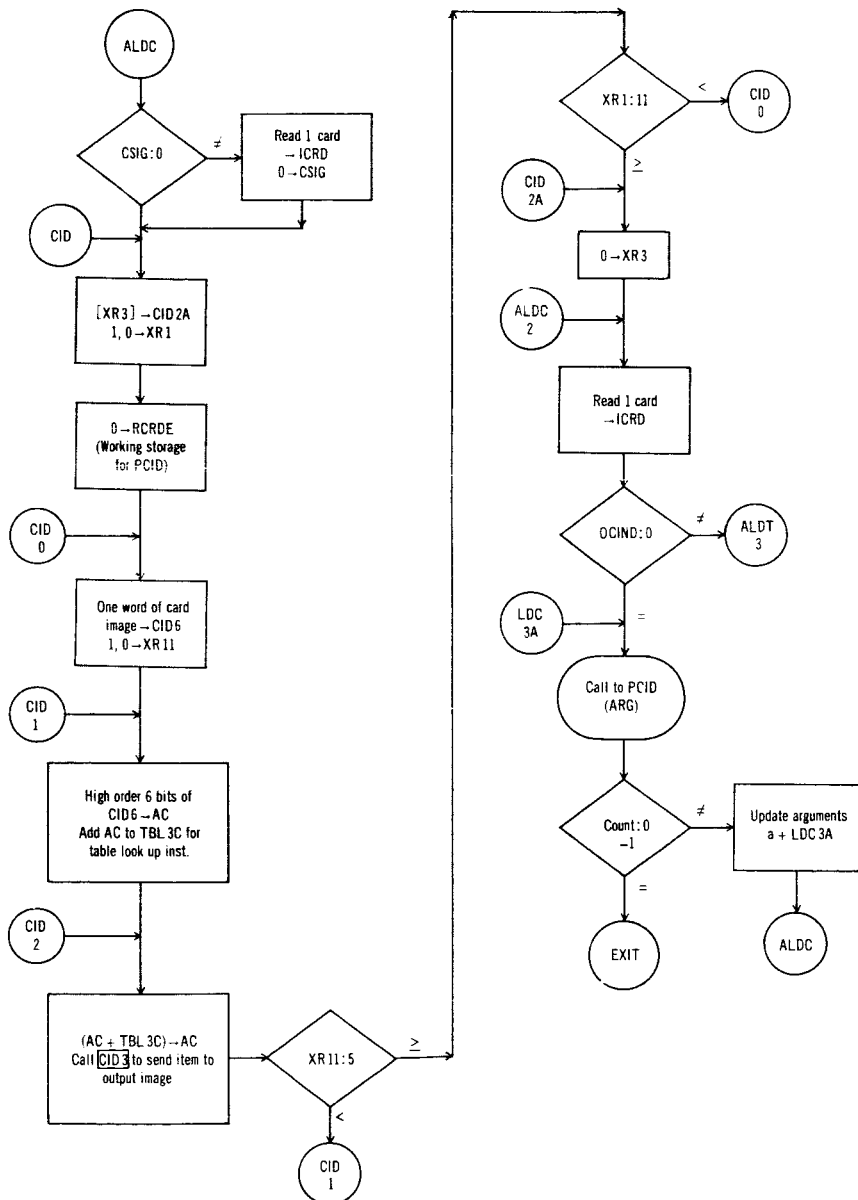 ALDC
CSIG:0
≠
Read 1 card
→ICRD
0→CSIG
CID
[XR3]→CID2A
1, 0→XR1
0→RCRDE
(Working storage
for PCID)
CID
0
One word of card
image→CID6
1, 0→XR11
CID
1
High order 6 bits of
CID6→AC
Add AC to TBL 3C for
table look up inst.
CID
2
(AC + TBL 3C)→AC
Call CID3 to send item to
output image
XR11:5
≥
<
CID
1
XR1:11
<
CID
0
≥
CID
2A
0→XR3
ALDC
2
Read 1 card
→ICRD
OCIND:0
≠
ALDT
3
LDC
3A
=
Call to PCID
(ARG)
Count:0
−1
≠
Update arguments
a + LDC3A
=
EXIT
ALDC